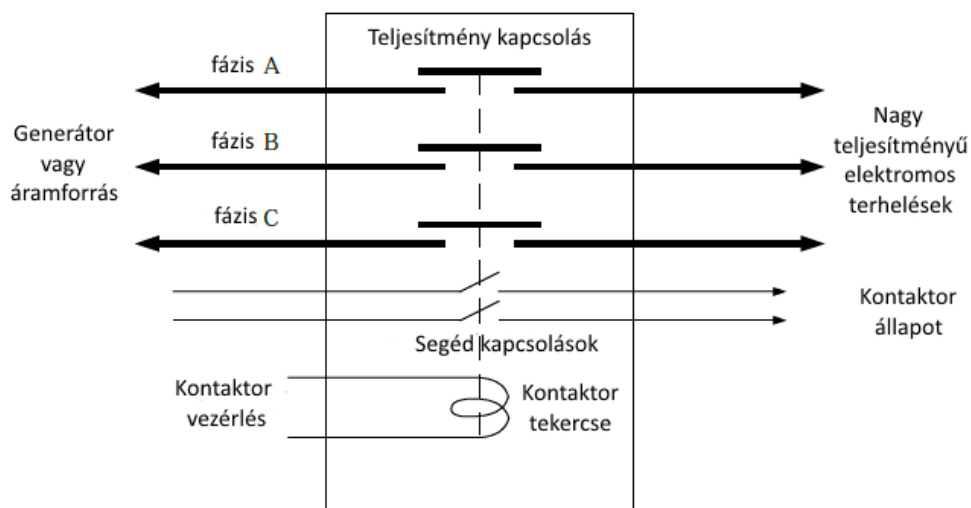 Teljesítmény kapcsolás
fázis A
Generátor
vagy
áramforrás
fázis B
fázis C
Nagy
teljesítményű
elektromos
terhelések
Kontaktor
állapot
Segéd kapcsolások
Kontaktor
vezérlés
Kontaktor
tekercse